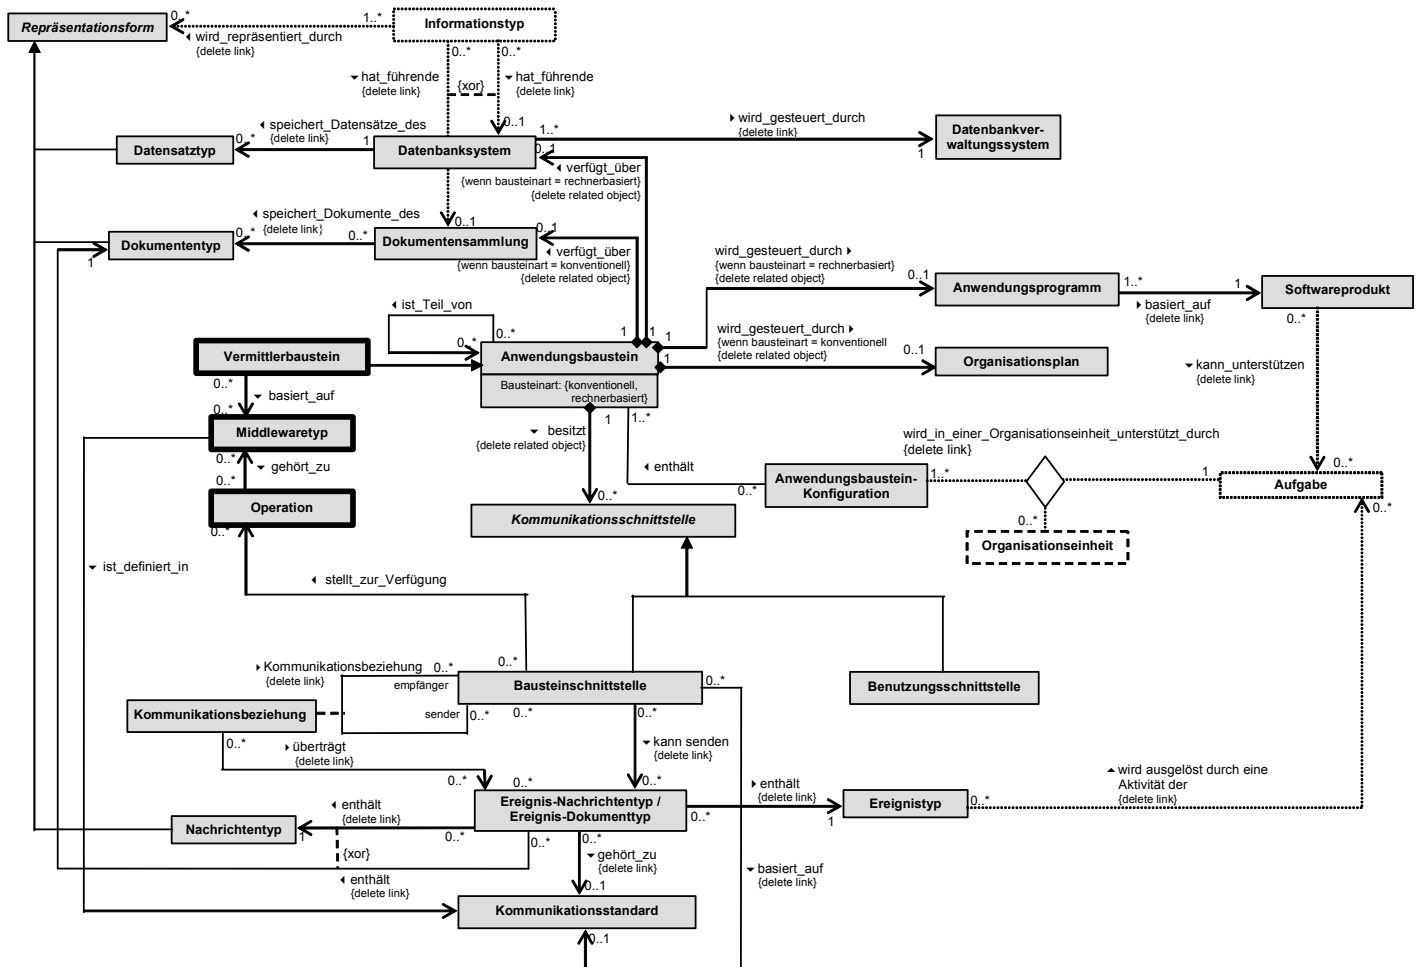 Repräsentationsform
0..*
1..*
Informationstyp
wird_repräsentiert_durch
{delete link}
0..*
0..*
hat_führende
{delete link}
{xor}
hat_führende
{delete link}
0..1
speichert_Datensätze_des
{delete link}
Datensatztyp
0..*
1
Datenbanksystem
1..*
wird_gesteuert_durch
{delete link}
1
Datenbankver-
waltungssystem
0..1
verfügt_über
{wenn bausteinart = rechnerbasiert}
{delete related object}
speichert_Dokumente_des
{delete link}
Dokumententyp
1
0..*
0..*
0..1
Dokumentensammlung
0..1
verfügt_über
{wenn bausteinart = konventionell}
{delete related object}
wird_gesteuert_durch
{wenn bausteinart = rechnerbasiert}
{delete related object}
0..1
Anwendungsprogramm
1..*
1
basiert_auf
{delete link}
Softwareprodukt
0..*
ist_Teil_von
0..*
0..*
1
1
1
1
Anwendungsbaustein
Bausteinart: {konventionell,
rechnerbasiert}
wird_gesteuert_durch
{wenn bausteinart = konventionell
{delete related object}
0..1
Organisationsplan
kann_unterstützen
{delete link}
Vermittlerbaustein
0..*
basiert_auf
0..*
Middlewaretyp
0..*
gehört_zu
0..*
Operation
0..*
1
besitzt
{delete related object}
0..*
1..*
enthält
0..*
Anwendungsbaustein-
Konfiguration
1..*
wird_in_einer_Organisationseinheit_unterstützt_durch
{delete link}
1
0..*
Aufgabe
0..*
0..*
Organisationseinheit
Kommunikationsschnittstelle
ist_definiert_in
stellt_zur_Verfügung
0..*
Kommunikationsbeziehung
{delete link}
0..*
empfänger
sender
0..*
Bausteinschnittstelle
0..*
0..*
0..*
Benutzungsschnittstelle
Kommunikationsbeziehung
0..*
überträgt
{delete link}
0..*
0..*
kann senden
{delete link}
0..*
Ereignis-Nachrichtentyp /
Ereignis-Dokumenttyp
0..*
enthält
{delete link}
1
Ereignistyp
0..*
wird ausgelöst durch eine
Aktivität der
{delete link}
Nachrichtentyp
1
enthält
{delete link}
0..*
{xor}
enthält
{delete link}
0..*
0..*
gehört_zu
{delete link}
0..1
basiert_auf
{delete link}
Kommunikationsstandard
0..1